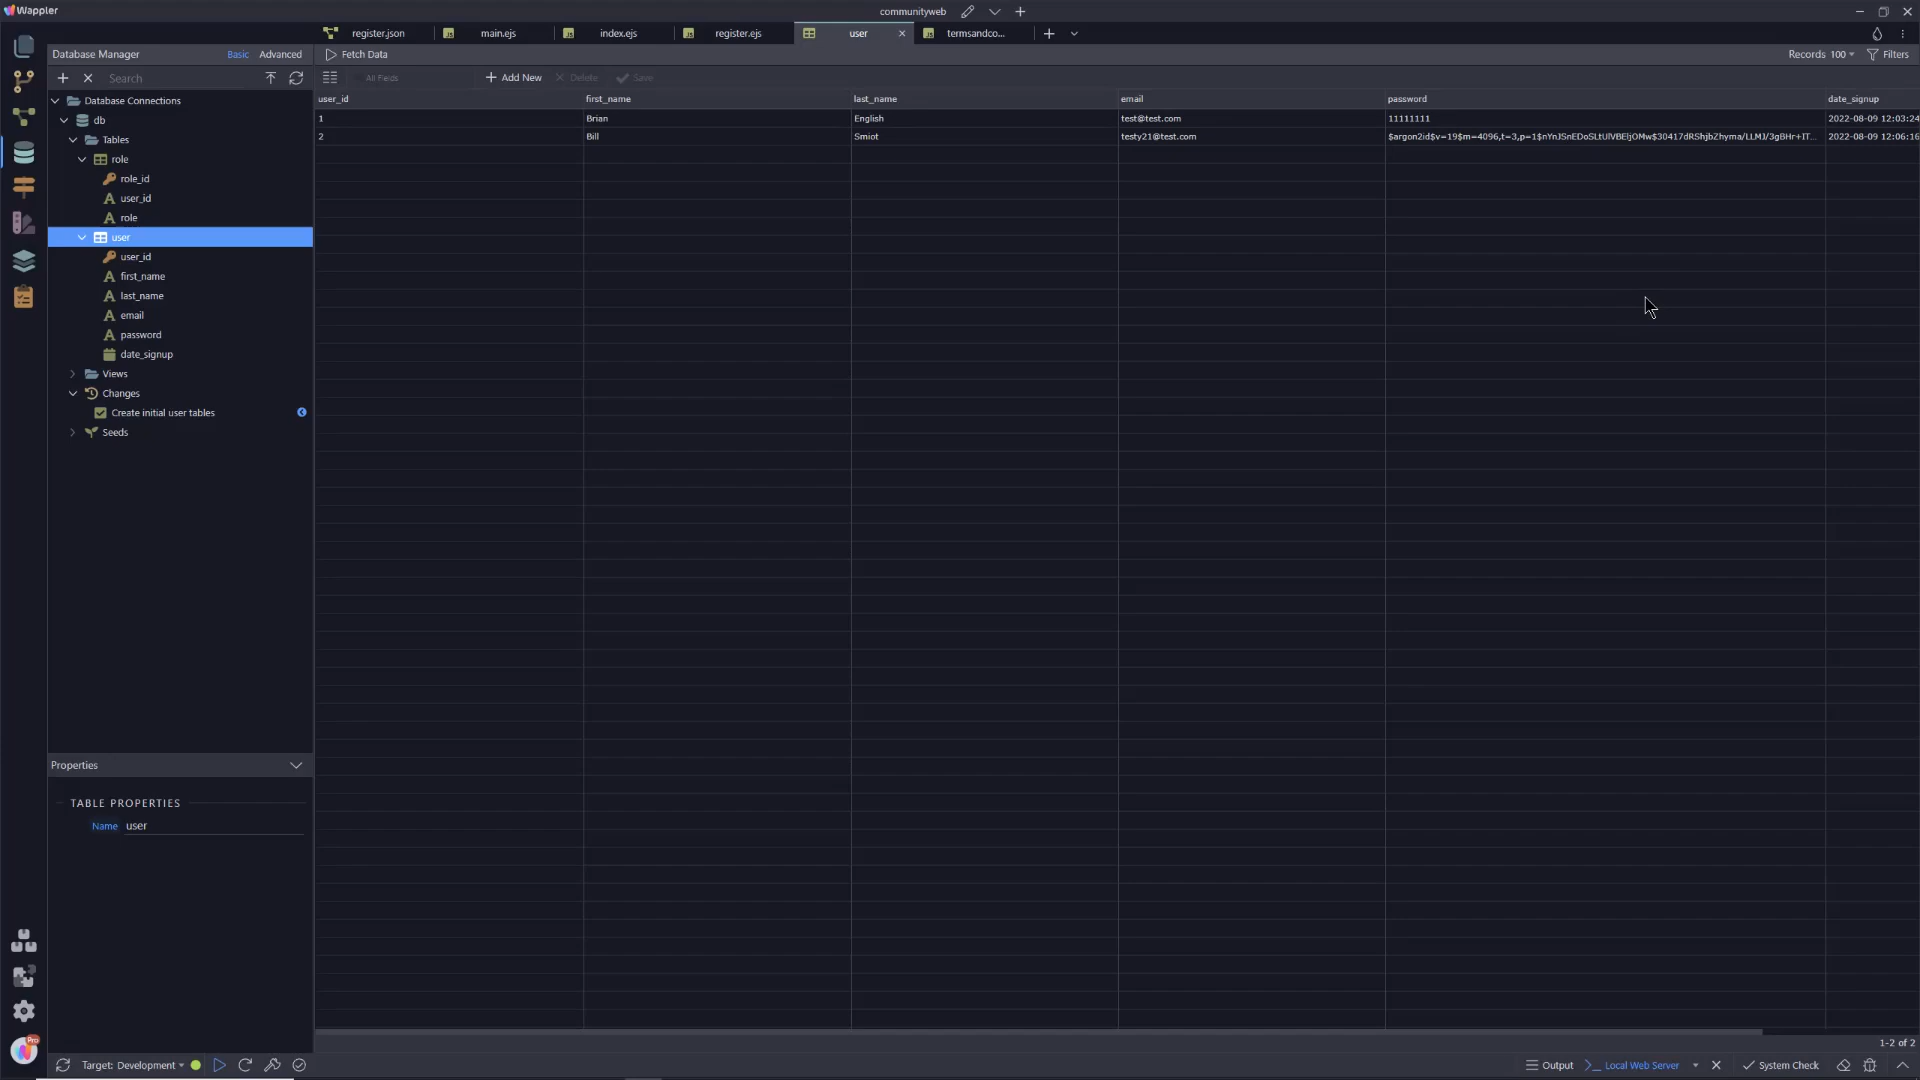 Wappler
communityweb
register.json
main.ejs
index.ejs
register.ejs
user
termsandco...
Database Manager
Basic
Advanced
Fetch Data
Records 100
Filters
Search
All Fields
Add New
Delete
Save
Database Connections
db
Tables
role
role_id
user_id
role
user
user_id
first_name
last_name
email
password
date_signup
Views
Changes
Create initial user tables
Seeds
user_id first_name last_name email password date_signup
1 Brian English test@test.com 11111111 2022-08-09 12:03:24
2 Bill Smiot testy21@test.com 2022-08-09 12:06:16
Properties
TABLE PROPERTIES
Name user
1-2 of 2
Pro
Target: Development
Output
Local Web Server
System Check